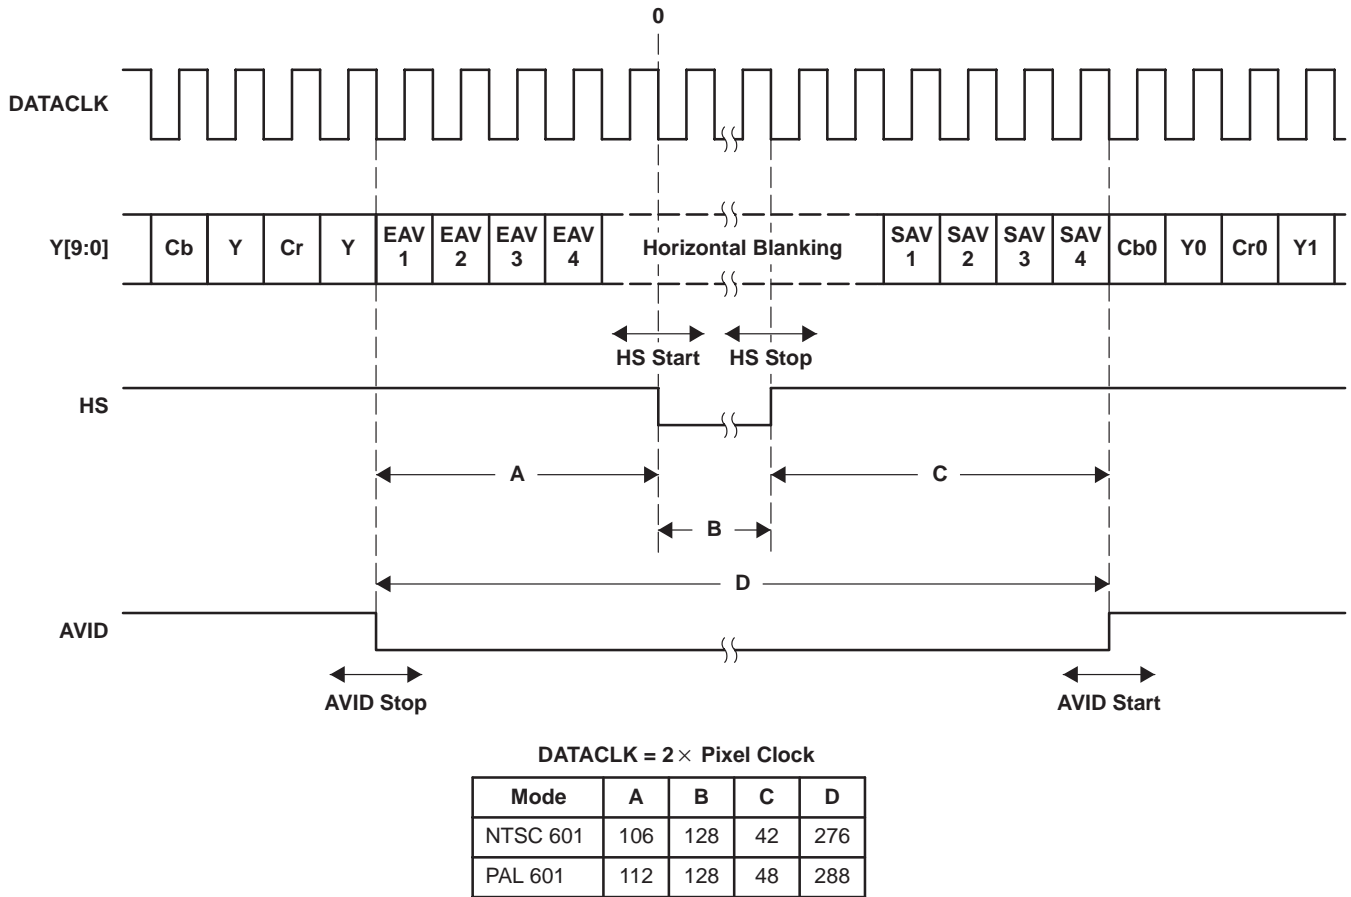 0
DATACLK
Y[9:0]
Cb Y Cr Y EAV 1 EAV 2 EAV 3 EAV 4 Horizontal Blanking SAV 1 SAV 2 SAV 3 SAV 4 Cb0 Y0 Cr0 Y1
HS Start HS Stop
HS
A C
B
D
AVID
AVID Stop AVID Start
DATACLK = 2× Pixel Clock
Mode A B C D
NTSC 601 106 128 42 276
PAL 601 112 128 48 288